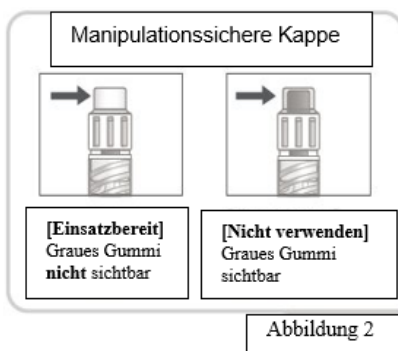 Manipulationssichere Kappe
[Einsatzbereit]
Graues Gummi
nicht sichtbar
[Nicht verwenden]
Graues Gummi
sichtbar
Abbildung 2